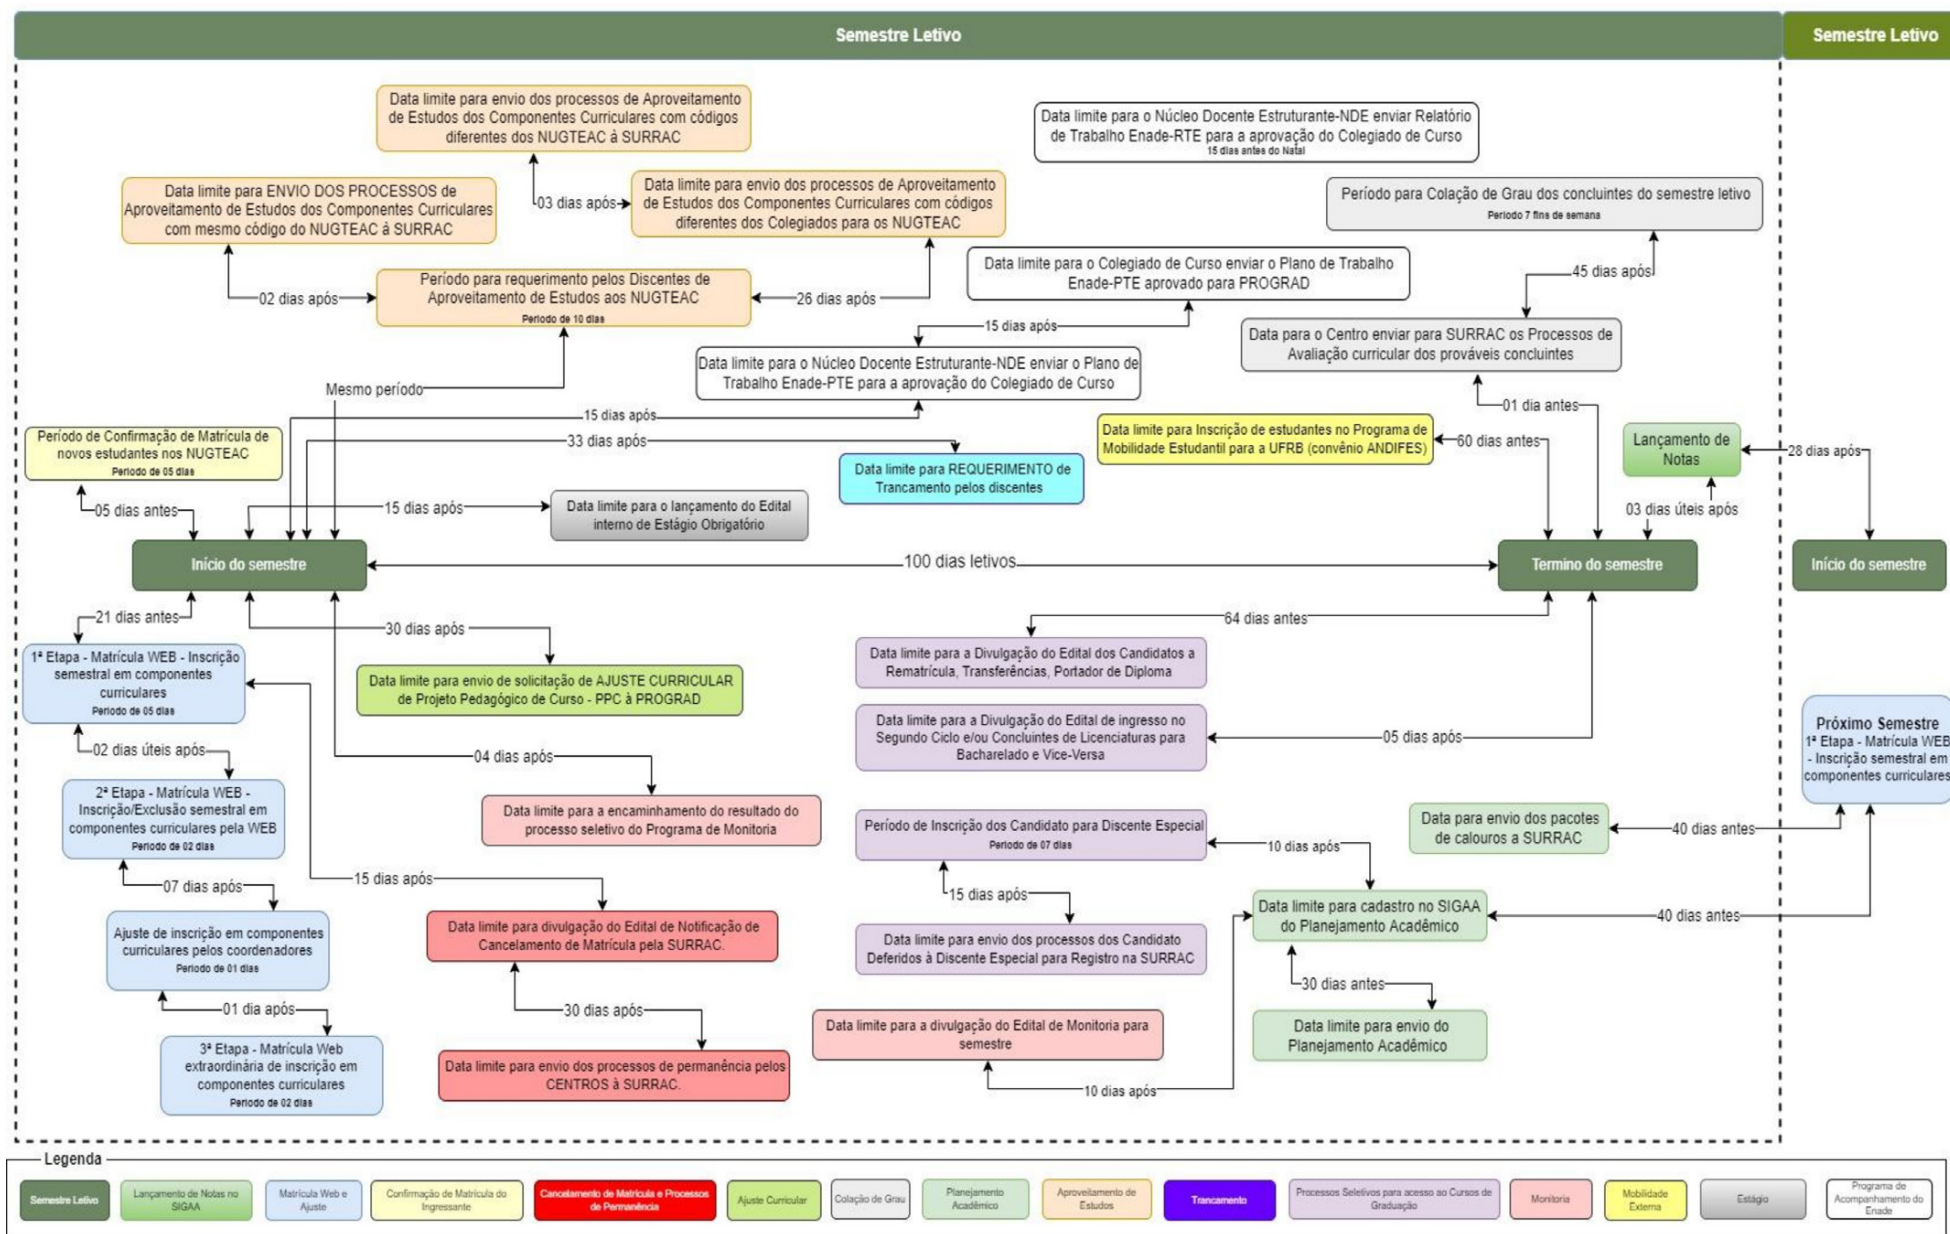 Semestre Letivo
Semestre Letivo
Data limite para envio dos processos de Aproveitamento
de Estudos dos Componentes Curriculares com códigos
diferentes dos NUGTEAC à SURRAC
Data limite para o Núcleo Docente Estruturante-NDE enviar Relatório
de Trabalho Enade-RTE para a aprovação do Colegiado de Curso
15 dias antes do Natal
Data limite para ENVIO DOS PROCESSOS de
Aproveitamento de Estudos dos Componentes Curriculares
com mesmo código do NUGTEAC à SURRAC
03 dias após
Data limite para envio dos processos de Aproveitamento
de Estudos dos Componentes Curriculares com códigos
diferentes dos Colegiados para os NUGTEAC
Período para Colação de Grau dos concluintes do semestre letivo
Período 7 fins de semana
02 dias após
Período para requerimento pelos Discentes de
Aproveitamento de Estudos aos NUGTEAC
Período de 10 dias
26 dias após
Data limite para o Colegiado de Curso enviar o Plano de Trabalho
Enade-PTE aprovado para PROGRAD
45 dias após
15 dias após
Data para o Centro enviar para SURRAC os Processos de
Avaliação curricular dos prováveis concluintes
Data limite para o Núcleo Docente Estruturante-NDE enviar o Plano de
Trabalho Enade-PTE para a aprovação do Colegiado de Curso
Mesmo período
15 dias após
01 dia antes
Período de Confirmação de Matrícula de
novos estudantes nos NUGTEAC
Período de 05 dias
33 dias após
Data limite para Inscrição de estudantes no Programa de
Mobilidade Estudantil para a UFRB (convênio ANDIFES)
60 dias antes
Lançamento de
Notas
28 dias após
Data limite para REQUERIMENTO de
Trancamento pelos discentes
05 dias antes
15 dias após
Data limite para o lançamento do Edital
interno de Estágio Obrigatório
03 dias úteis após
Início do semestre
100 dias letivos
Termino do semestre
Início do semestre
21 dias antes
30 dias após
64 dias antes
1ª Etapa - Matrícula WEB - Inscrição
semestral em componentes
curriculares
Período de 05 dias
Data limite para envio de solicitação de AJUSTE CURRICULAR
de Projeto Pedagógico de Curso - PPC à PROGRAD
Data limite para a Divulgação do Edital dos Candidatos a
Rematrícula, Transferências, Portador de Diploma
Data limite para a Divulgação do Edital de ingresso no
Segundo Ciclo e/ou Concluintes de Licenciaturas para
Bacharelado e Vice-Versa
05 dias após
Próximo Semestre
1ª Etapa - Matrícula WEB
- Inscrição semestral em
componentes curriculares
02 dias úteis após
04 dias após
2ª Etapa - Matrícula WEB -
Inscrição/Exclusão semestral em
componentes curriculares pela WEB
Período de 02 dias
Data limite para a encaminhamento do resultado do
processo seletivo do Programa de Monitoria
Período de Inscrição dos Candidato para Discente Especial
Período de 07 dias
10 dias após
Data para envio dos pacotes
de calouros a SURRAC
40 dias antes
07 dias após
15 dias após
15 dias após
Ajuste de inscrição em componentes
curriculares pelos coordenadores
Período de 01 dias
Data limite para divulgação do Edital de Notificação de
Cancelamento de Matrícula pela SURRAC.
Data limite para envio dos processos dos Candidato
Deferidos à Discente Especial para Registro na SURRAC
Data limite para cadastro no SIGAA
do Planejamento Acadêmico
40 dias antes
01 dia após
30 dias após
30 dias antes
3ª Etapa - Matrícula Web
extraordinária de inscrição em
componentes curriculares
Período de 02 dias
Data limite para envio dos processos de permanência pelos
CENTROS à SURRAC.
Data limite para a divulgação do Edital de Monitoria para
semestre
10 dias após
Data limite para envio do
Planejamento Acadêmico
Legenda
Semestre Letivo
Lançamento de Notas no
SIGAA
Matrícula Web e
Ajuste
Confirmação de Matrícula do
Ingressante
Cancelamento de Matrícula e Processos
de Permanência
Ajuste Curricular
Colação de Grau
Planejamento
Acadêmico
Aproveitamento de
Estudos
Trancamento
Processos Seletivos para acesso ao Cursos de
Graduação
Monitoria
Mobilidade
Externa
Estágio
Programa de
Acompanhamento do
Enade